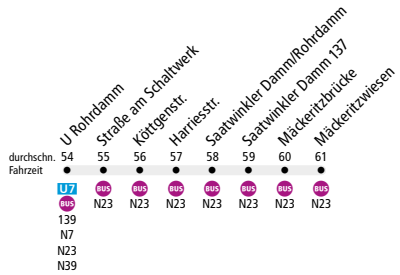 U Rohrdamm
Straße am Schaltwerk
Köttgenstr.
Harriesstr.
Saatwinkler Damm/Rohrdamm
Saatwinkler Damm 137
Mäckeritzbrücke
Mäckeritzwiesen
durchschn. 54 55 56 57 58 59 60 61
Fahrzeit
U7 BUS BUS BUS BUS BUS BUS BUS
BUS N23 N23 N23 N23 N23 N23 N23
139
N7
N23
N39